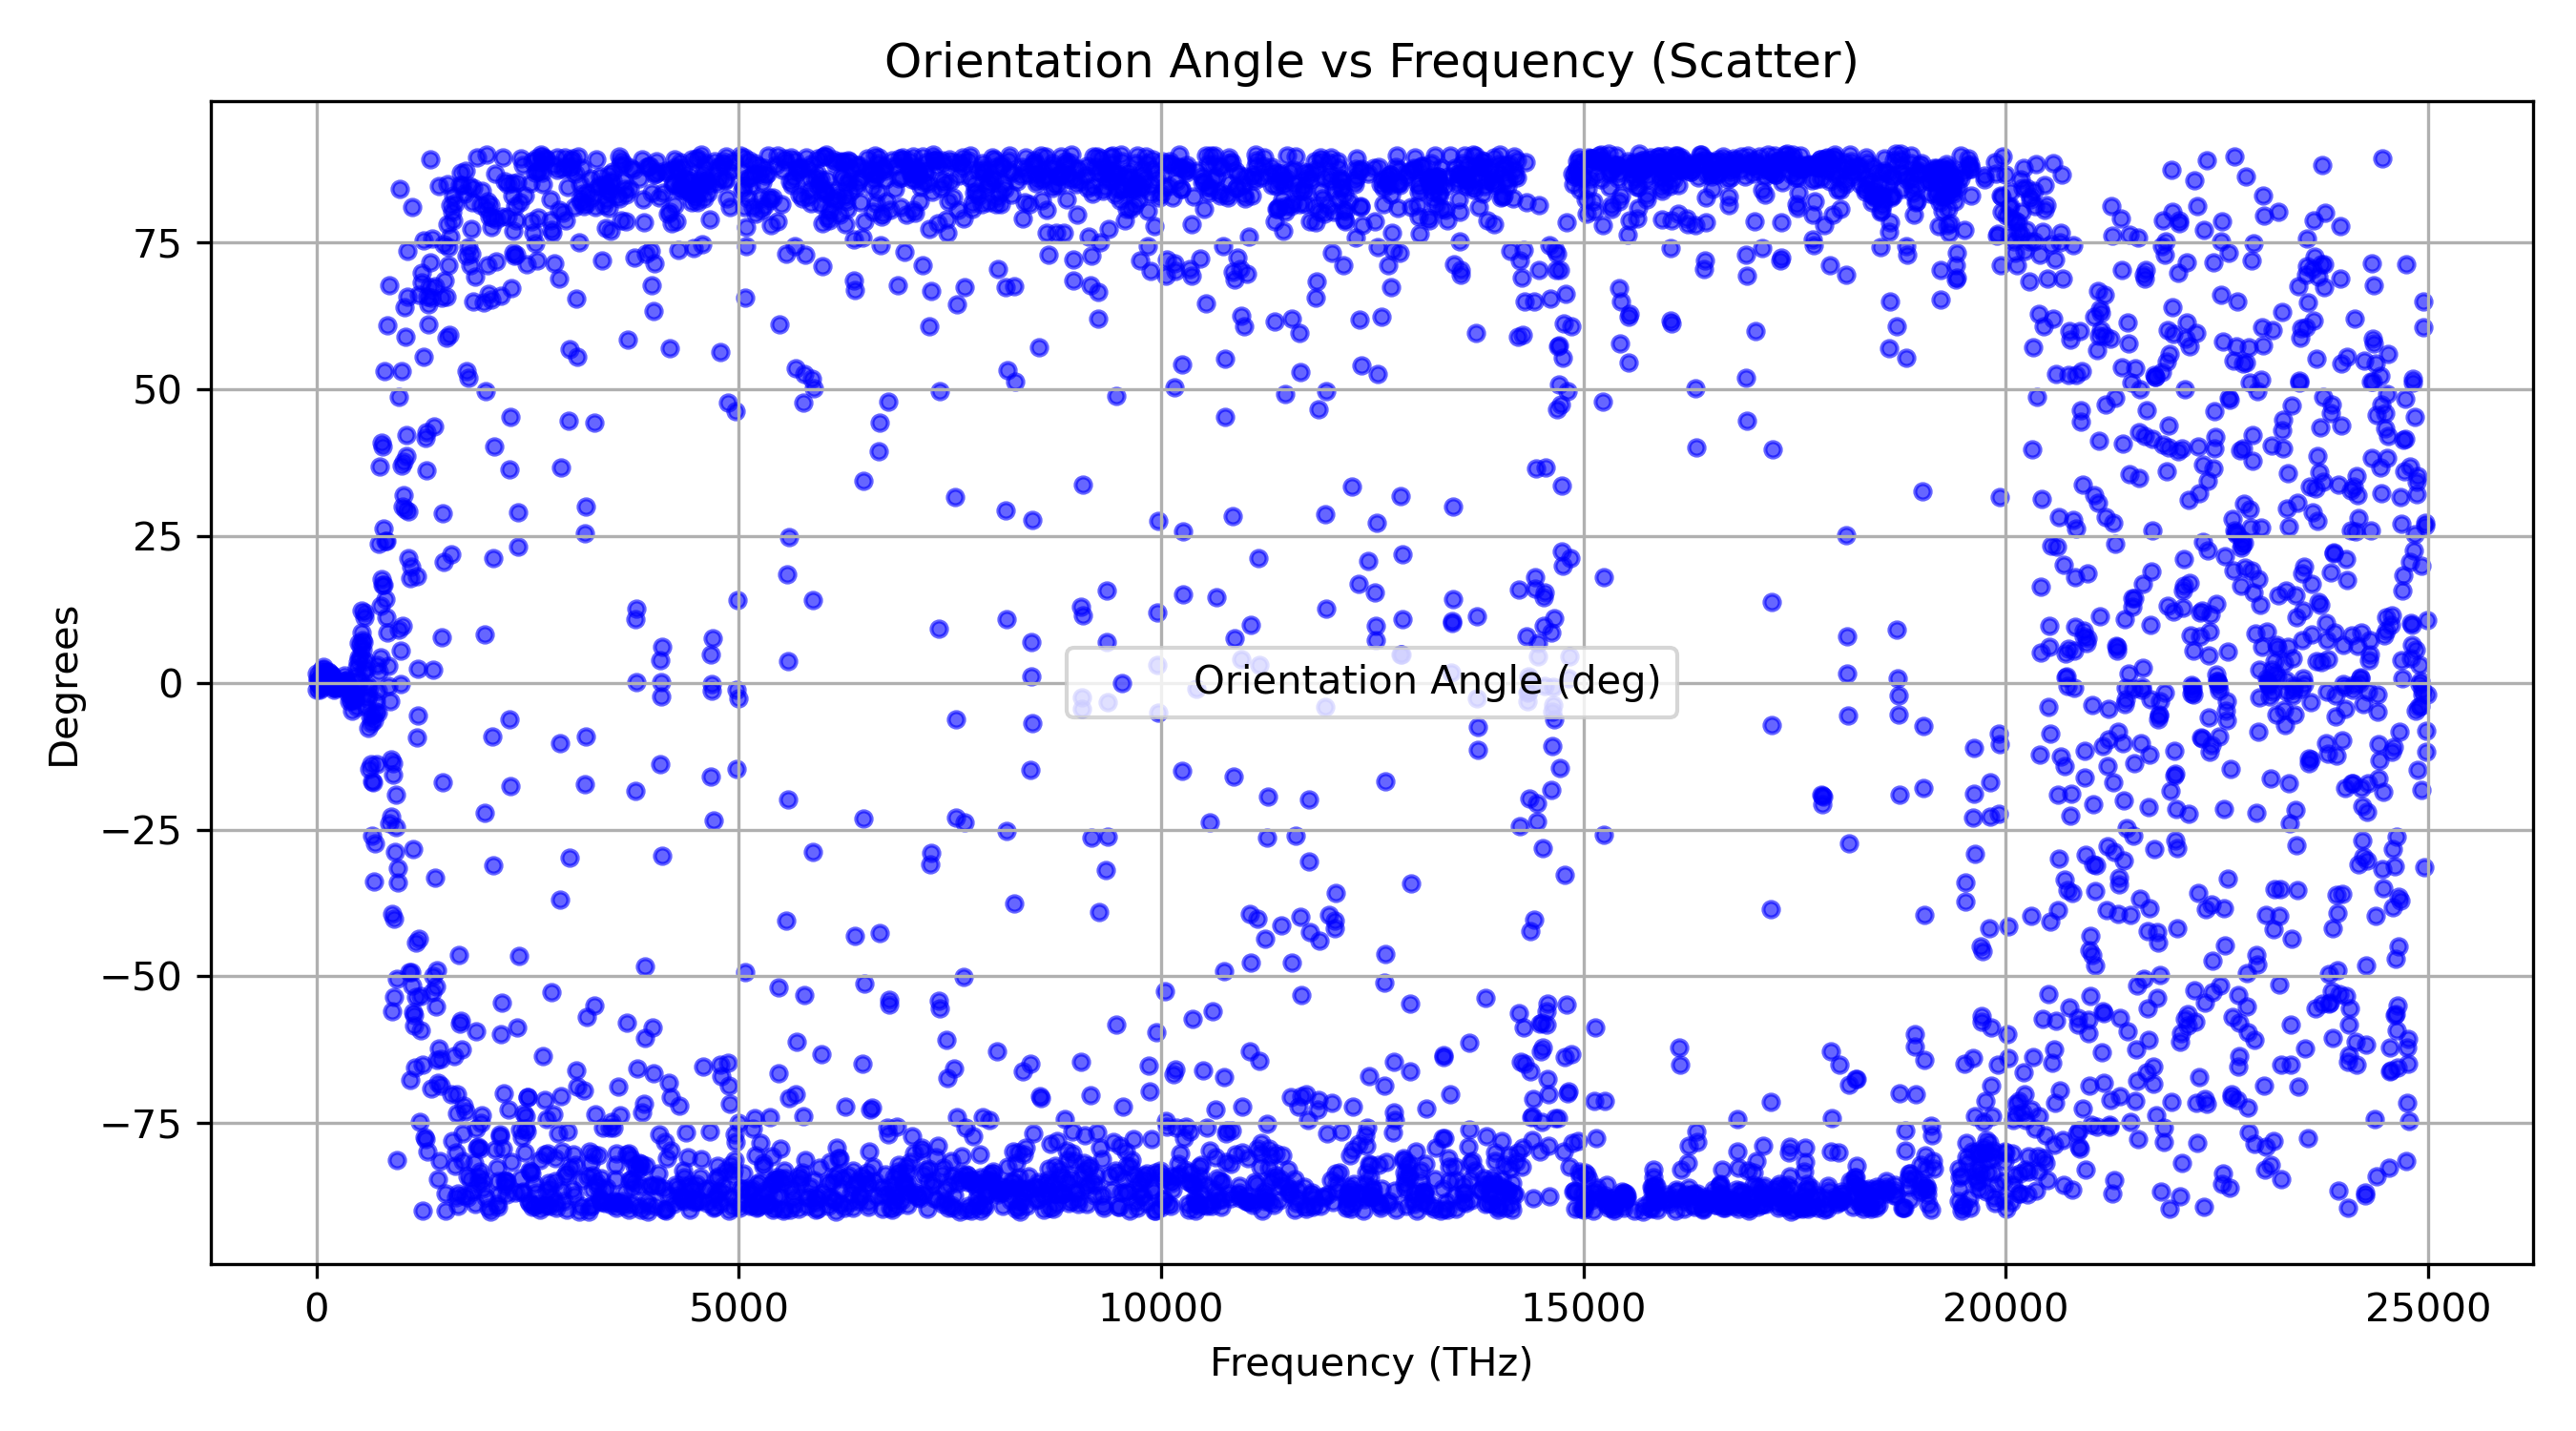 Orientation Angle vs Frequency (Scatter)
Degrees
75
50
25
0
−25
−50
−75
Orientation Angle (deg)
0 5000 10000 15000 20000 25000
Frequency (THz)